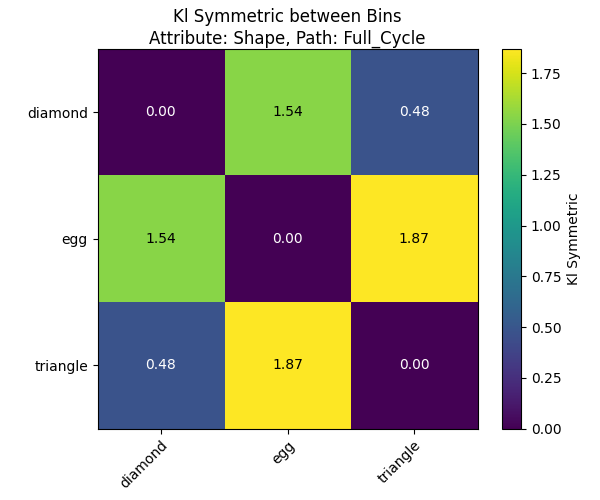 Kl Symmetric between Bins
Attribute: Shape, Path: Full_Cycle
diamond
0.00
1.54
0.48
egg
1.54
0.00
1.87
triangle
0.48
1.87
0.00
diamond
egg
triangle
1.75
1.50
1.25
1.00
0.75
0.50
0.25
0.00
Kl Symmetric